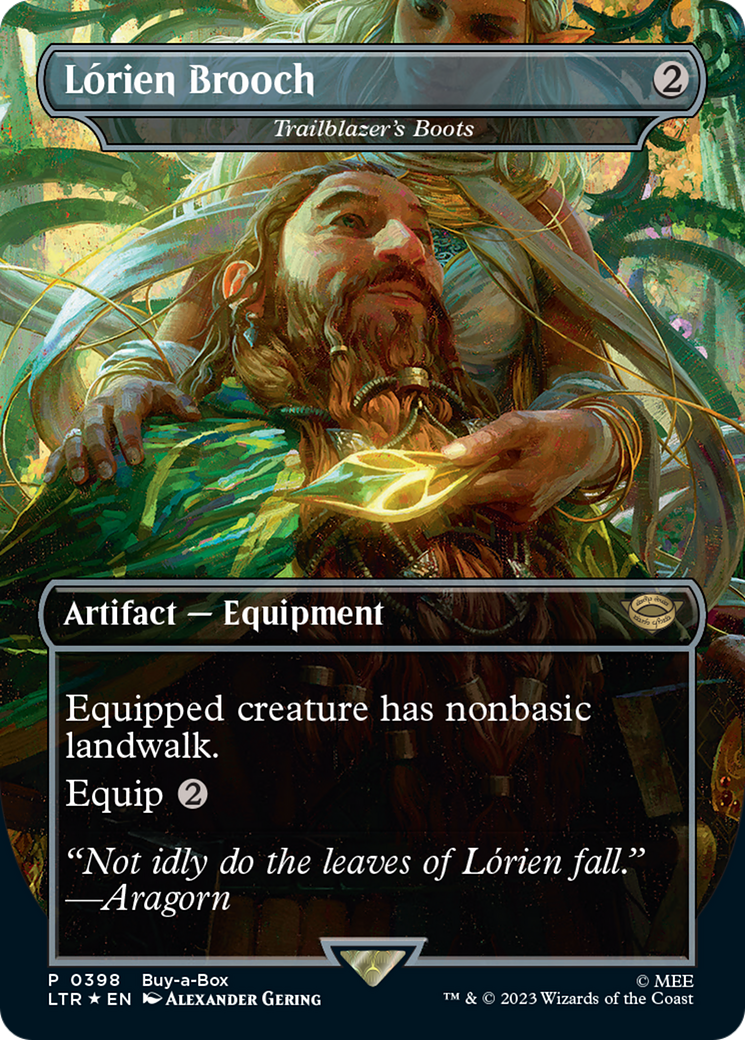 Lórien Brooch 2
Trailblazer's Boots
Artifact — Equipment
Equipped creature has nonbasic
landwalk.
Equip 2
“Not idly do the leaves of Lórien fall.”
—Aragorn
P 0398 Buy-a-Box
LTR ★ EN Alexander Gering
© MEE
™ & © 2023 Wizards of the Coast